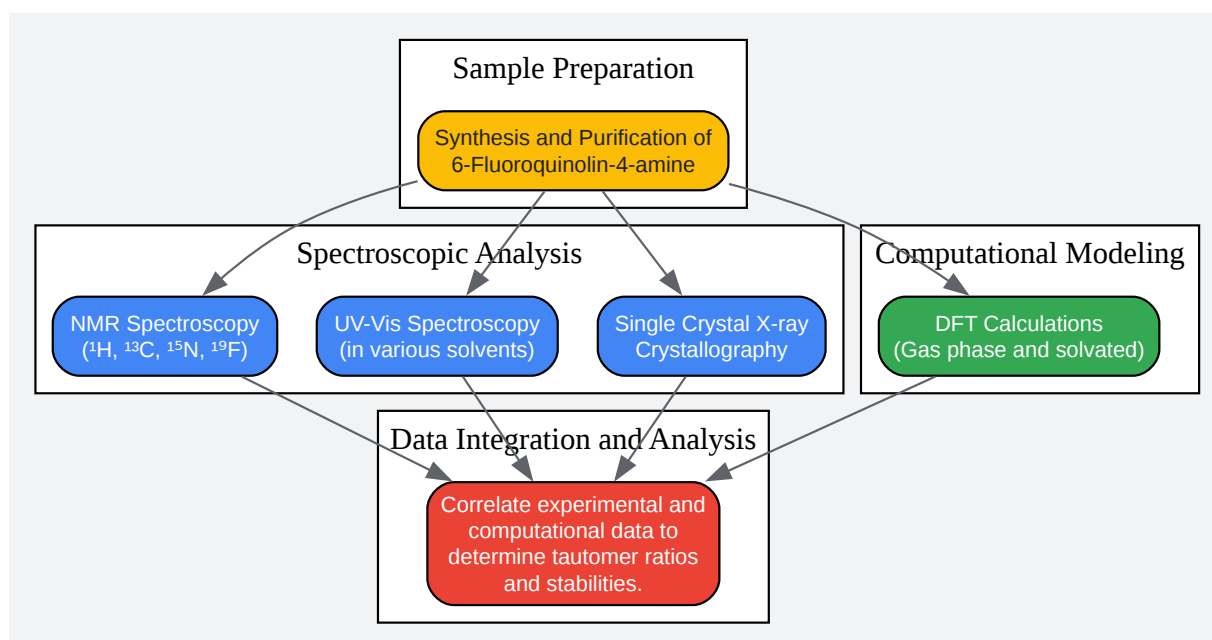 Sample Preparation
Synthesis and Purification of
6-Fluoroquinolin-4-amine
Spectroscopic Analysis
NMR Spectroscopy
(¹H, ¹³C, ¹⁵N, ¹⁹F)
UV-Vis Spectroscopy
(in various solvents)
Single Crystal X-ray
Crystallography
Computational Modeling
DFT Calculations
(Gas phase and solvated)
Data Integration and Analysis
Correlate experimental and
computational data to
determine tautomer ratios
and stabilities.